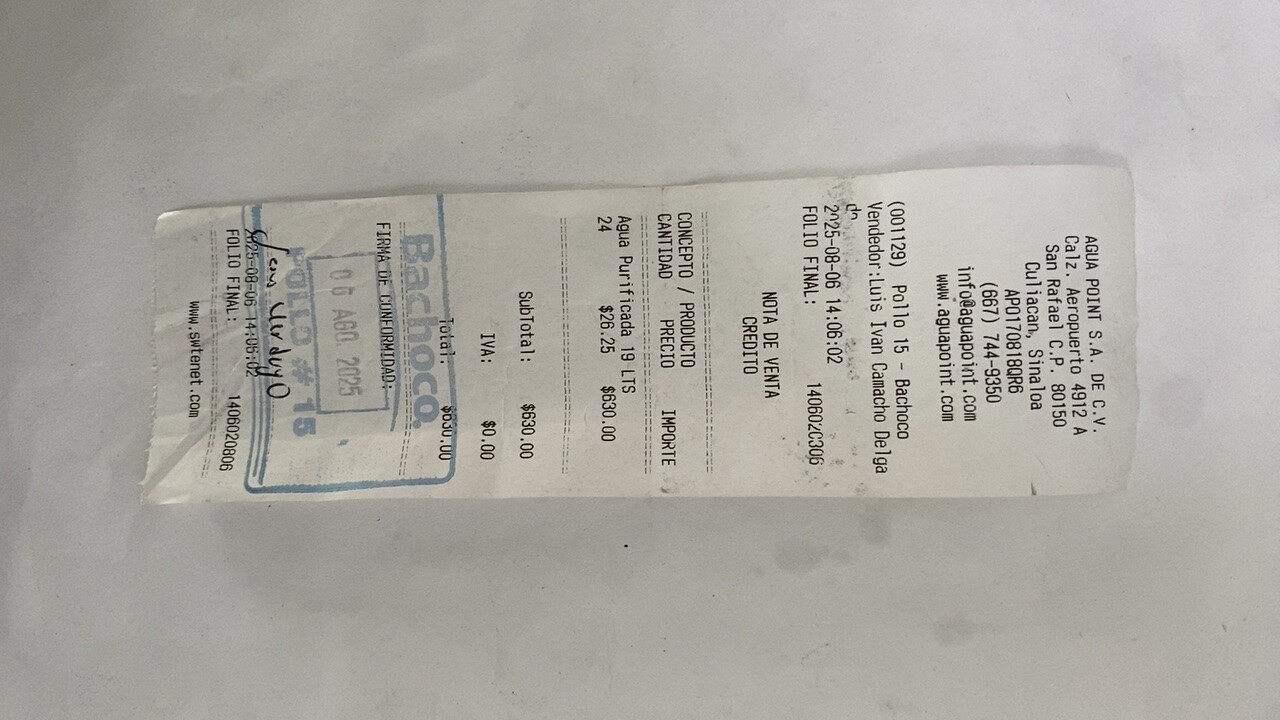 AGUA POINT S.A. DE C.V.
Calz. Aeropuerto 4912 A
San Rafael C.P. 80150
Culiacan, Sinaloa
APO170818QR6
(667) 744-9350
info@aguapoint.com
www.aguapoint.com
(001129) Pollo 15 - Bachoco
Vendedor:Luis Ivan Camacho Delga
do
2025-08-06 14:06:02
FOLIO FINAL:
NOTA DE VENTA
CREDITO
CONCEPTO / PRODUCTO
CANTIDAD PRECIO IMPORTE
Agua Purificada 19 LTS
24 $26.25 $630.00
SubTotal: $630.00
IVA: $0.00
Total: $630.00
Bachoco.
FIRMA DE CONFORMIDAD:
06 AGO. 2025
POLLO # 15
2025-08-06 14:06:02
FOLIO FINAL: 1406020806
www.swtenet.com